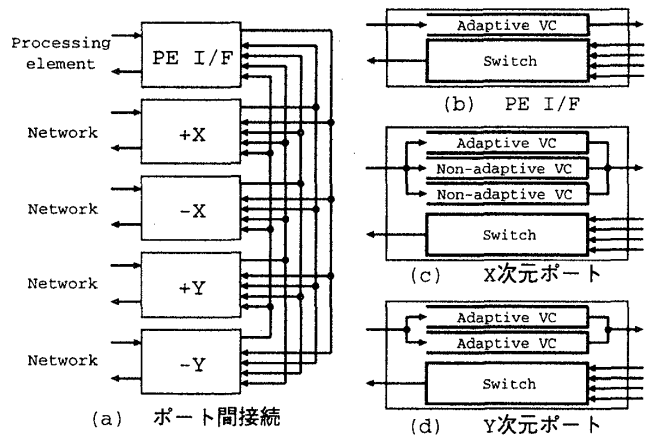 Processing
element
PE I/F
Network
+X
Network
-X
Network
+Y
Network
-Y
(a) ポート間接続
Adaptive VC
Switch
(b) PE I/F
Adaptive VC
Non-adaptive VC
Non-adaptive VC
Switch
(c) X次元ポート
Adaptive VC
Adaptive VC
Switch
(d) Y次元ポート